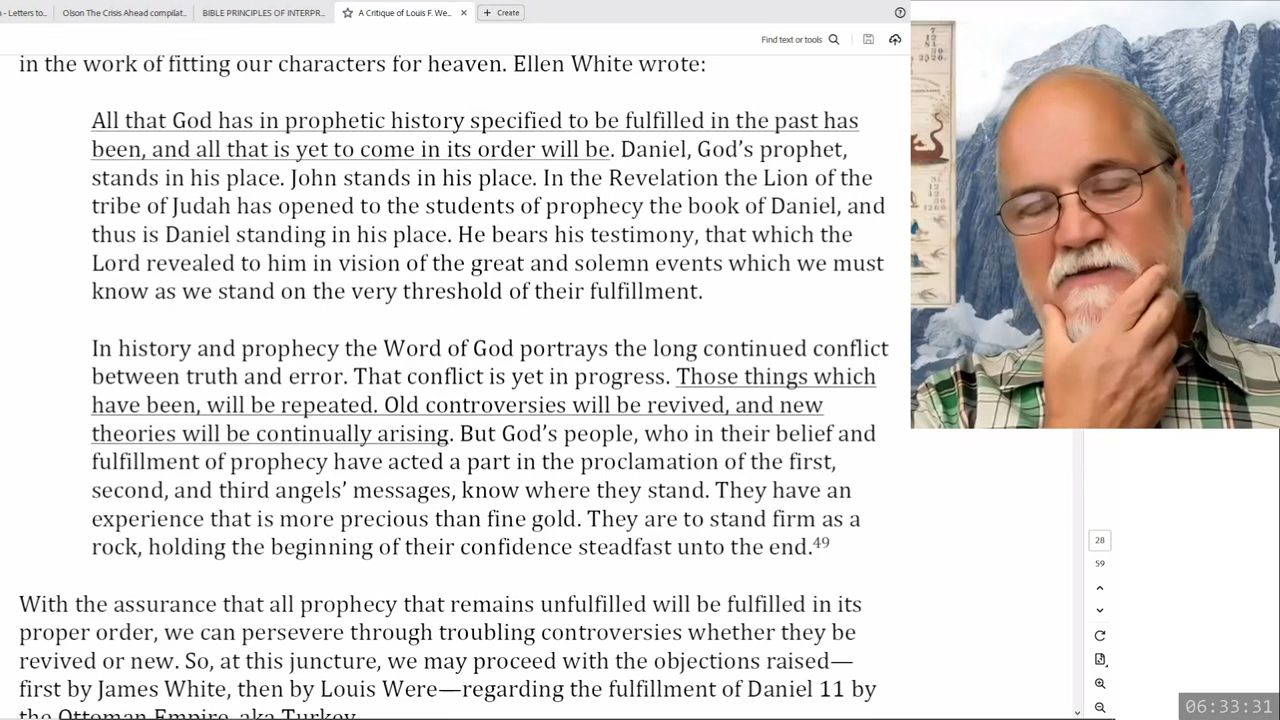 - Letters to...
Olson The Crisis Ahead compilat..
BIBLE PRINCIPLES OF INTERPR...
A Critique of Louis F. We...
Create
Find text or tools
in the work of fitting our characters for heaven. Ellen White wrote:
All that God has in prophetic history specified to be fulfilled in the past has
been, and all that is yet to come in its order will be. Daniel, God’s prophet,
stands in his place. John stands in his place. In the Revelation the Lion of the
tribe of Judah has opened to the students of prophecy the book of Daniel, and
thus is Daniel standing in his place. He bears his testimony, that which the
Lord revealed to him in vision of the great and solemn events which we must
know as we stand on the very threshold of their fulfillment.
In history and prophecy the Word of God portrays the long continued conflict
between truth and error. That conflict is yet in progress. Those things which
have been, will be repeated. Old controversies will be revived, and new
theories will be continually arising. But God’s people, who in their belief and
fulfillment of prophecy have acted a part in the proclamation of the first,
second, and third angels’ messages, know where they stand. They have an
experience that is more precious than fine gold. They are to stand firm as a
rock, holding the beginning of their confidence steadfast unto the end.49
With the assurance that all prophecy that remains unfulfilled will be fulfilled in its
proper order, we can persevere through troubling controversies whether they be
revived or new. So, at this juncture, we may proceed with the objections raised—
first by James White, then by Louis Were—regarding the fulfillment of Daniel 11 by
the Ottoman Empire, aka Turkey.
28
59
06:33:31